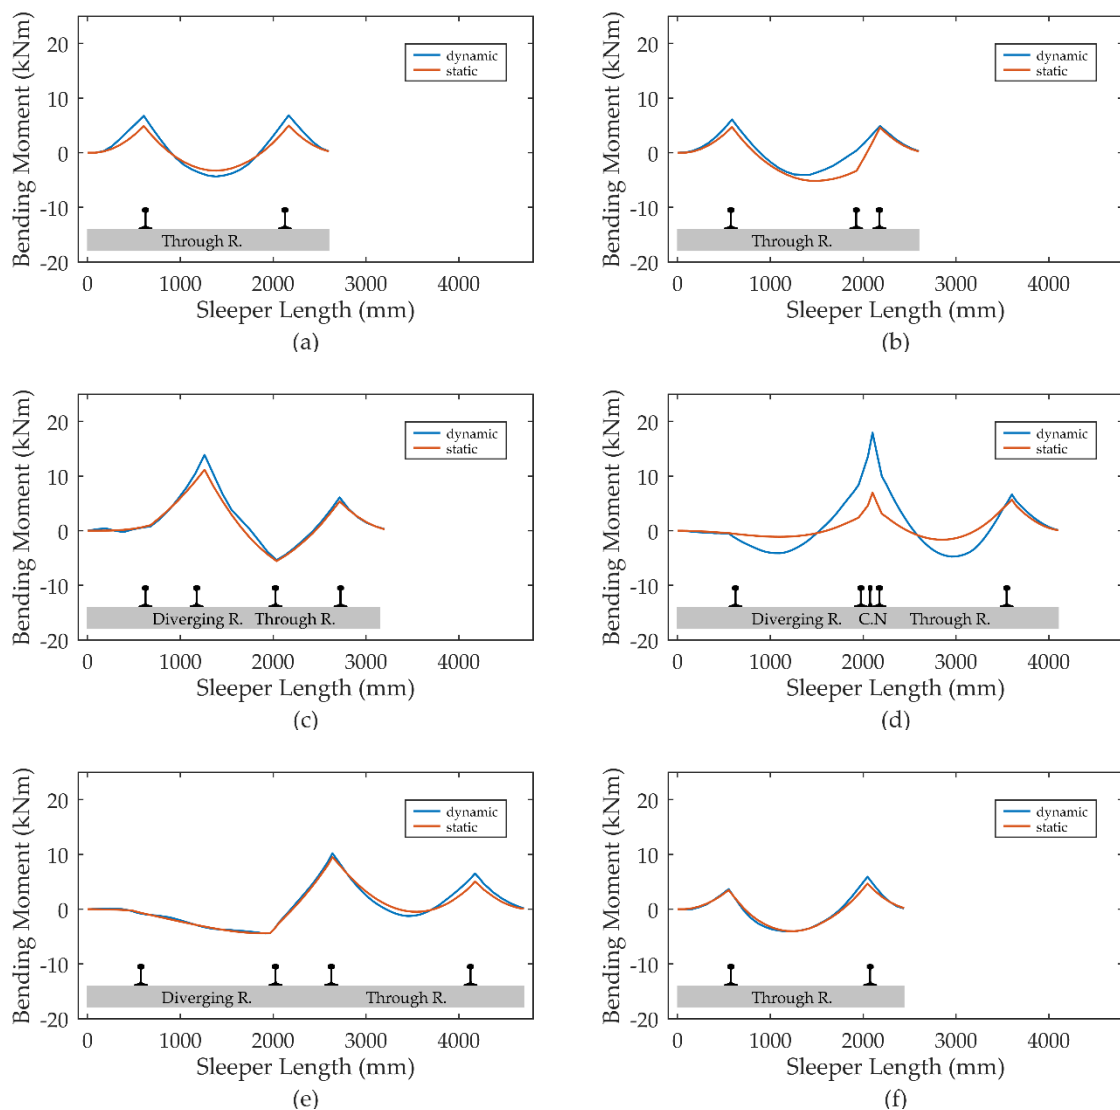 Bending Moment (kNm)
20
10
0
-10
-20
dynamic
static
Through R.
0 1000 2000 3000 4000
Sleeper Length (mm)
(a)
Bending Moment (kNm)
20
10
0
-10
-20
dynamic
static
Through R.
0 1000 2000 3000 4000
Sleeper Length (mm)
(b)
Bending Moment (kNm)
20
10
0
-10
-20
dynamic
static
Diverging R. Through R.
0 1000 2000 3000 4000
Sleeper Length (mm)
(c)
Bending Moment (kNm)
20
10
0
-10
-20
dynamic
static
Diverging R. C.N Through R.
0 1000 2000 3000 4000
Sleeper Length (mm)
(d)
Bending Moment (kNm)
20
10
0
-10
-20
dynamic
static
Diverging R. Through R.
0 1000 2000 3000 4000
Sleeper Length (mm)
(e)
Bending Moment (kNm)
20
10
0
-10
-20
dynamic
static
Through R.
0 1000 2000 3000 4000
Sleeper Length (mm)
(f)